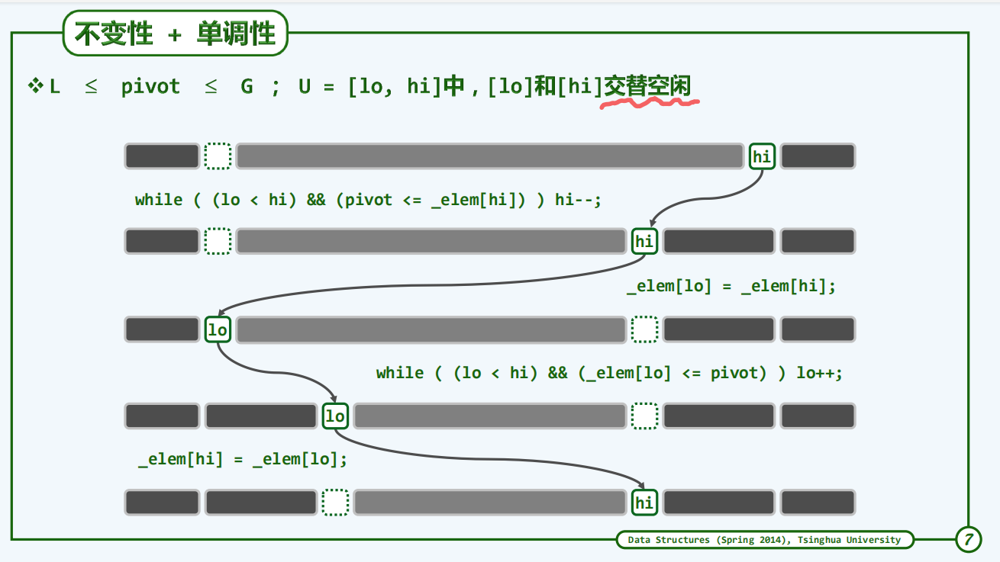 不变性 + 单调性
❖ L ≤ pivot ≤ G ; U = [lo, hi]中,[lo]和[hi]交替空闲
hi
while ( (lo < hi) && (pivot <= _elem[hi]) ) hi--;
hi
_elem[lo] = _elem[hi];
lo
while ( (lo < hi) && (_elem[lo] <= pivot) ) lo++;
lo
_elem[hi] = _elem[lo];
hi
Data Structures (Spring 2014), Tsinghua University
7